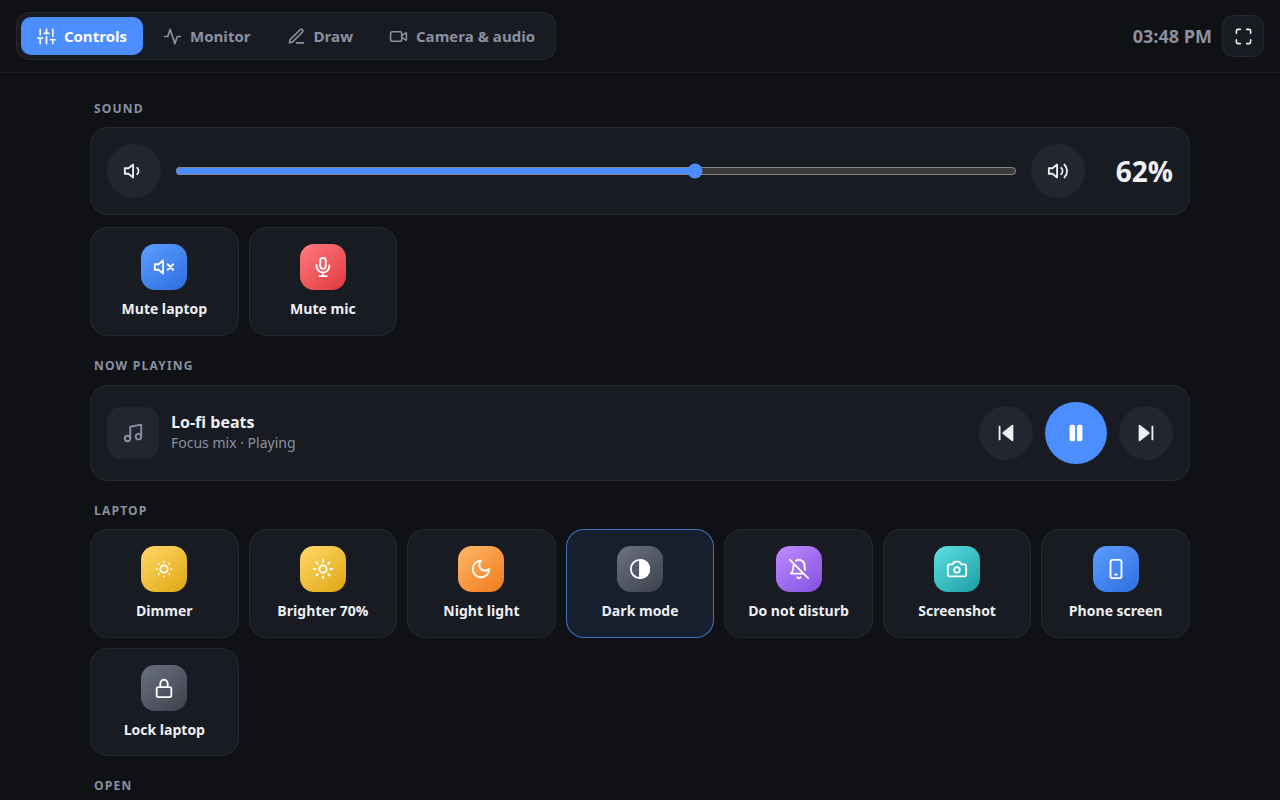 Controls
Monitor
Draw
Camera & audio
03:48 PM
SOUND
62%
Mute laptop
Mute mic
NOW PLAYING
Lo-fi beats
Focus mix · Playing
LAPTOP
Dimmer
Brighter 70%
Night light
Dark mode
Do not disturb
Screenshot
Phone screen
Lock laptop
OPEN